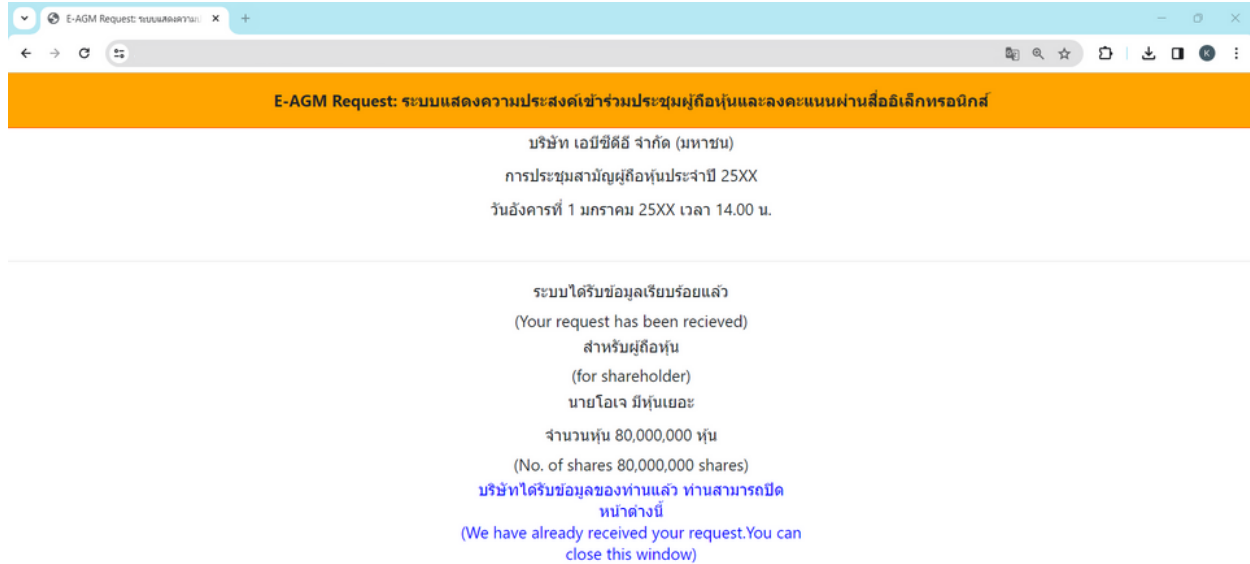 E-AGM Request: ระบบแสดงความป
E-AGM Request: ระบบแสดงความประสงค์เข้าร่วมประชุมผู้ถือหุ้นและลงคะแนนผ่านสื่ออิเล็กทรอนิกส์
บริษัท เอบีซีดีอี จำกัด (มหาชน)
การประชุมสามัญผู้ถือหุ้นประจำปี 25XX
วันอังคารที่ 1 มกราคม 25XX เวลา 14.00 น.
ระบบได้รับข้อมูลเรียบร้อยแล้ว
(Your request has been recieved)
สำหรับผู้ถือหุ้น
(for shareholder)
นายโอเจ มีหุ้นเยอะ
จำนวนหุ้น 80,000,000 หุ้น
(No. of shares 80,000,000 shares)
บริษัทได้รับข้อมูลของท่านแล้ว ท่านสามารถปิด
หน้าต่างนี้
(We have already received your request.You can
close this window)